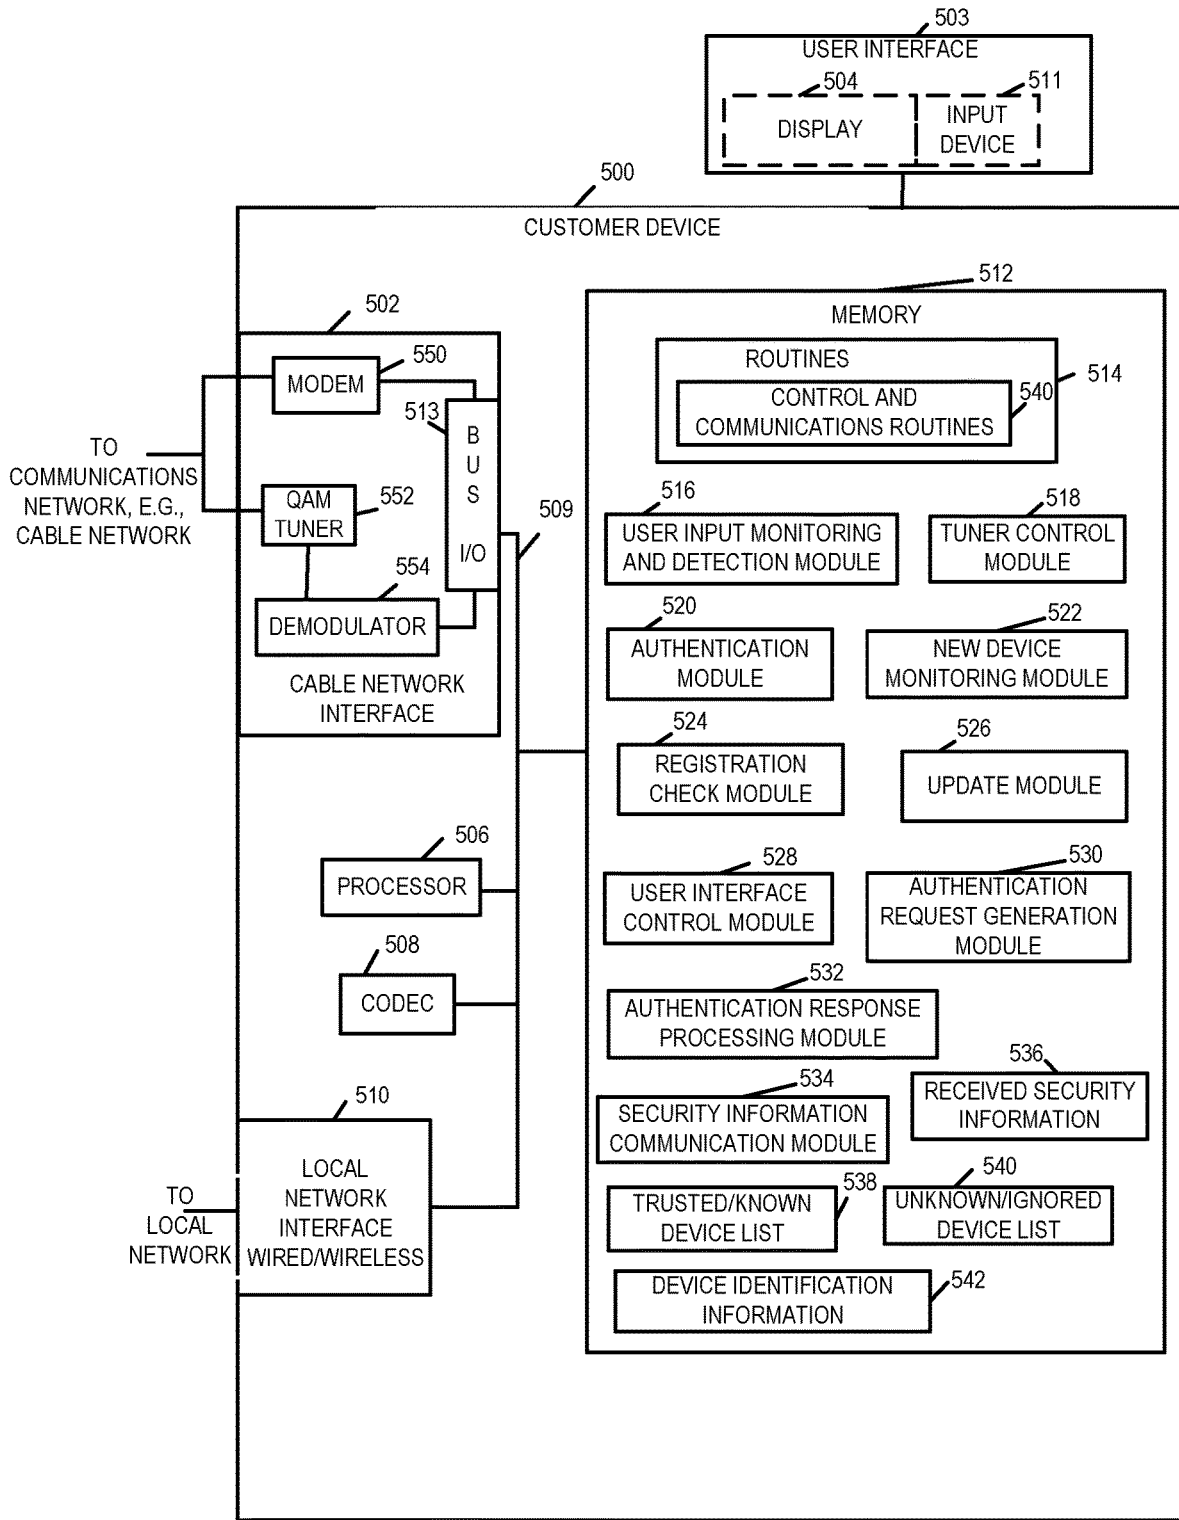 503
USER INTERFACE
504
511
DISPLAY
INPUT
DEVICE
500
CUSTOMER DEVICE
512
MEMORY
ROUTINES
514
CONTROL AND
COMMUNICATIONS ROUTINES
540
502
550
MODEM
513
BUS
I/O
TO
COMMUNICATIONS
NETWORK, E.G.,
CABLE NETWORK
QAM
TUNER
552
554
DEMODULATOR
CABLE NETWORK
INTERFACE
509
516
USER INPUT MONITORING
AND DETECTION MODULE
518
TUNER CONTROL
MODULE
520
AUTHENTICATION
MODULE
522
NEW DEVICE
MONITORING MODULE
524
REGISTRATION
CHECK MODULE
526
UPDATE MODULE
506
PROCESSOR
528
USER INTERFACE
CONTROL MODULE
530
AUTHENTICATION
REQUEST GENERATION
MODULE
508
CODEC
532
AUTHENTICATION RESPONSE
PROCESSING MODULE
534
SECURITY INFORMATION
COMMUNICATION MODULE
536
RECEIVED SECURITY
INFORMATION
510
LOCAL
NETWORK
INTERFACE
WIRED/WIRELESS
TO
LOCAL
NETWORK
538
TRUSTED/KNOWN
DEVICE LIST
540
UNKNOWN/IGNORED
DEVICE LIST
DEVICE IDENTIFICATION
INFORMATION
542